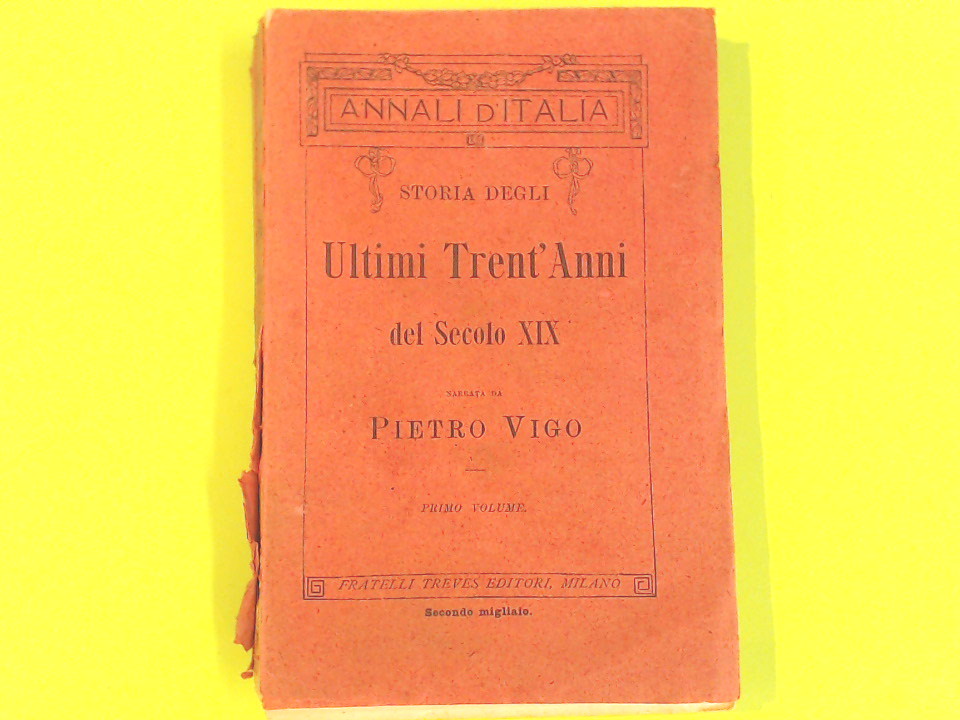 ANNALI D'ITALIA
STORIA DEGLI
Ultimi Trent'Anni
del Secolo XIX
NARRATA DA
PIETRO VIGO
PRIMO VOLUME.
FRATELLI TREVES EDITORI, MILANO
Secondo migliaio.